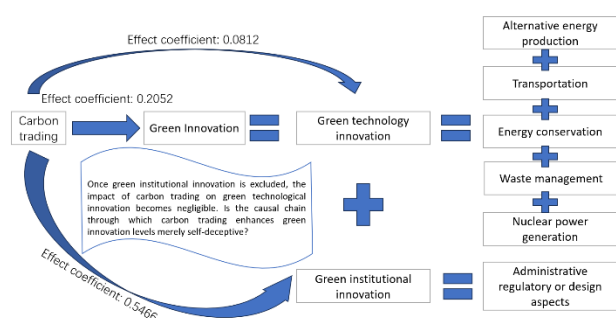 Effect coefficient: 0.0812
Effect coefficient: 0.2052
Carbon
trading
Green Innovation
Green technology
innovation
Alternative energy
production
Transportation
Energy conservation
Waste management
Nuclear power
generation
Once green institutional innovation is excluded, the
impact of carbon trading on green technological
innovation becomes negligible. Is the causal chain
through which carbon trading enhances green
innovation levels merely self-deceptive?
Effect coefficient: 0.5466
Green institutional
innovation
Administrative
regulatory or design
aspects